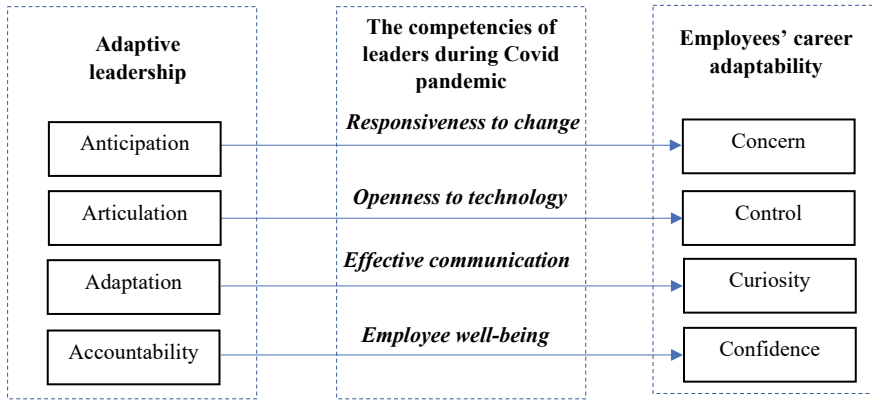 Adaptive
leadership
Anticipation
Articulation
Adaptation
Accountability
The competencies of
leaders during Covid
pandemic
Responsiveness to change
Openness to technology
Effective communication
Employee well-being
Employees’ career
adaptability
Concern
Control
Curiosity
Confidence